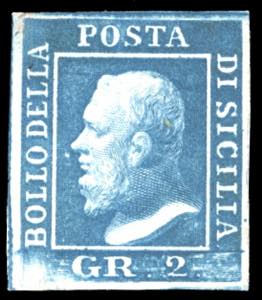 BOLLO DELLA
POSTA
DI SICILIA
GR. 2.